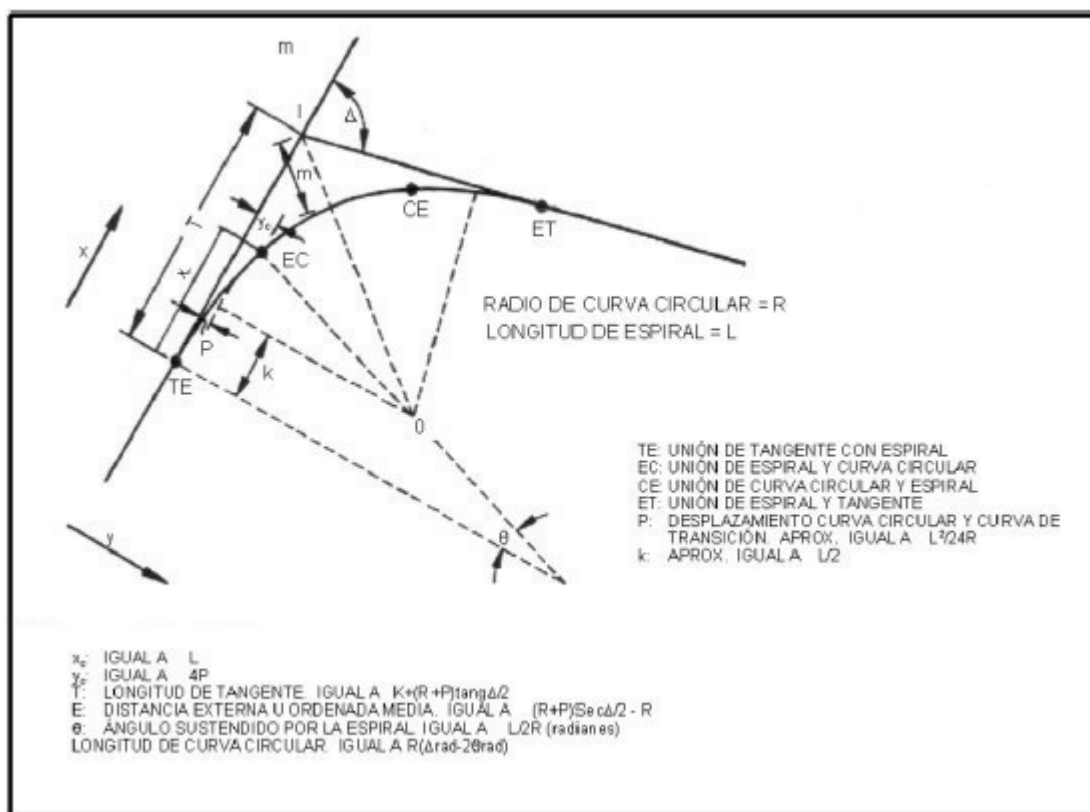 m
I
Δ
m
T
x
yc
CE
ET
EC
x
RADIO DE CURVA CIRCULAR = R
LONGITUD DE ESPIRAL = L
P
k
TE
0
TE: UNIÓN DE TANGENTE CON ESPIRAL
EC: UNIÓN DE ESPIRAL Y CURVA CIRCULAR
CE: UNIÓN DE CURVA CIRCULAR Y ESPIRAL
ET: UNIÓN DE ESPIRAL Y TANGENTE
P: DESPLAZAMIENTO CURVA CIRCULAR Y CURVA DE
TRANSICIÓN. APROX. IGUAL A L²/24R
k: APROX. IGUAL A L/2
y
θ
xc: IGUAL A L
yc: IGUAL A 4P
T: LONGITUD DE TANGENTE. IGUAL A K+(R+P)tangΔ/2
E: DISTANCIA EXTERNA U ORDENADA MEDIA. IGUAL A (R+P)SecΔ/2 - R
θ: ÁNGULO SUSTENDIDO POR LA ESPIRAL IGUAL A L/2R (radianes)
LONGITUD DE CURVA CIRCULAR. IGUAL A R(Δrad-2θrad)